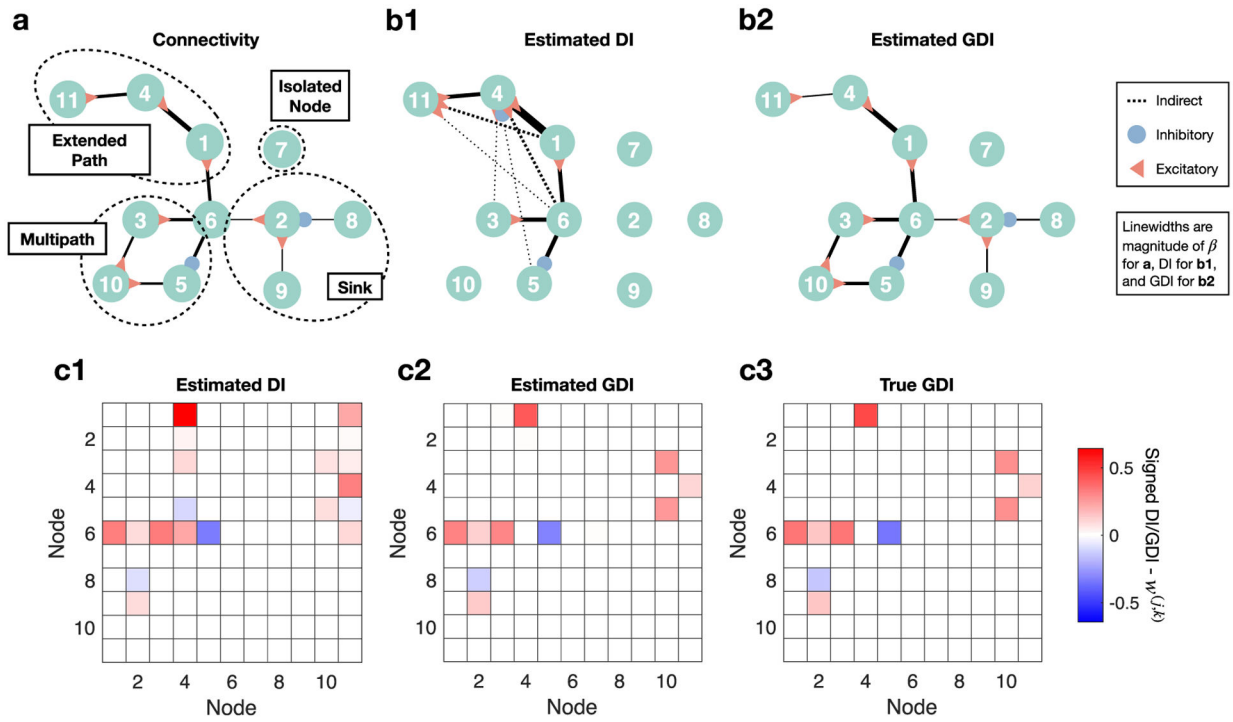 a
Connectivity
11
4
1
Isolated
Node
7
Extended
Path
3
6
2
8
Multipath
10
5
9
Sink
b1
Estimated DI
11
4
1
7
3
6
2
8
10
5
9
b2
Estimated GDI
11
4
1
7
3
6
2
8
10
5
9
Indirect
Inhibitory
Excitatory
Linewidths are
magnitude of β
for a, DI for b1,
and GDI for b2
c1
Estimated DI
2
4
6
8
10
Node
2 4 6 8 10
Node
c2
Estimated GDI
2
4
6
8
10
2 4 6 8 10
Node
c3
True GDI
2
4
6
8
10
2 4 6 8 10
Node
0.5
0
-0.5
Signed DI/GDI - w(j,k)